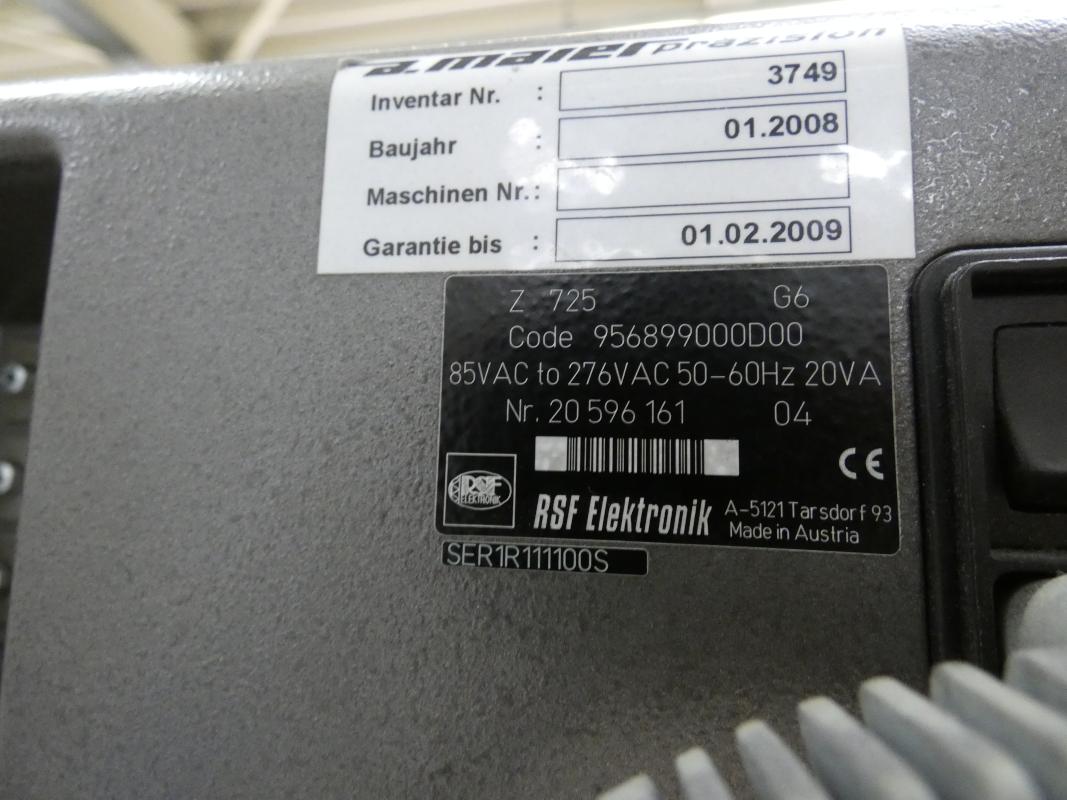 a.maier präzision
Inventar Nr. : 3749
Baujahr : 01.2008
Maschinen Nr. :
Garantie bis : 01.02.2009
Z 725 G6
Code 956899000D00
85VAC to 276VAC 50-60Hz 20VA
Nr. 20 596 161 04
CE
RSF
ELEKTRONIK
RSF Elektronik A-5121 Tarsdorf 93
Made in Austria
SER1R111100S